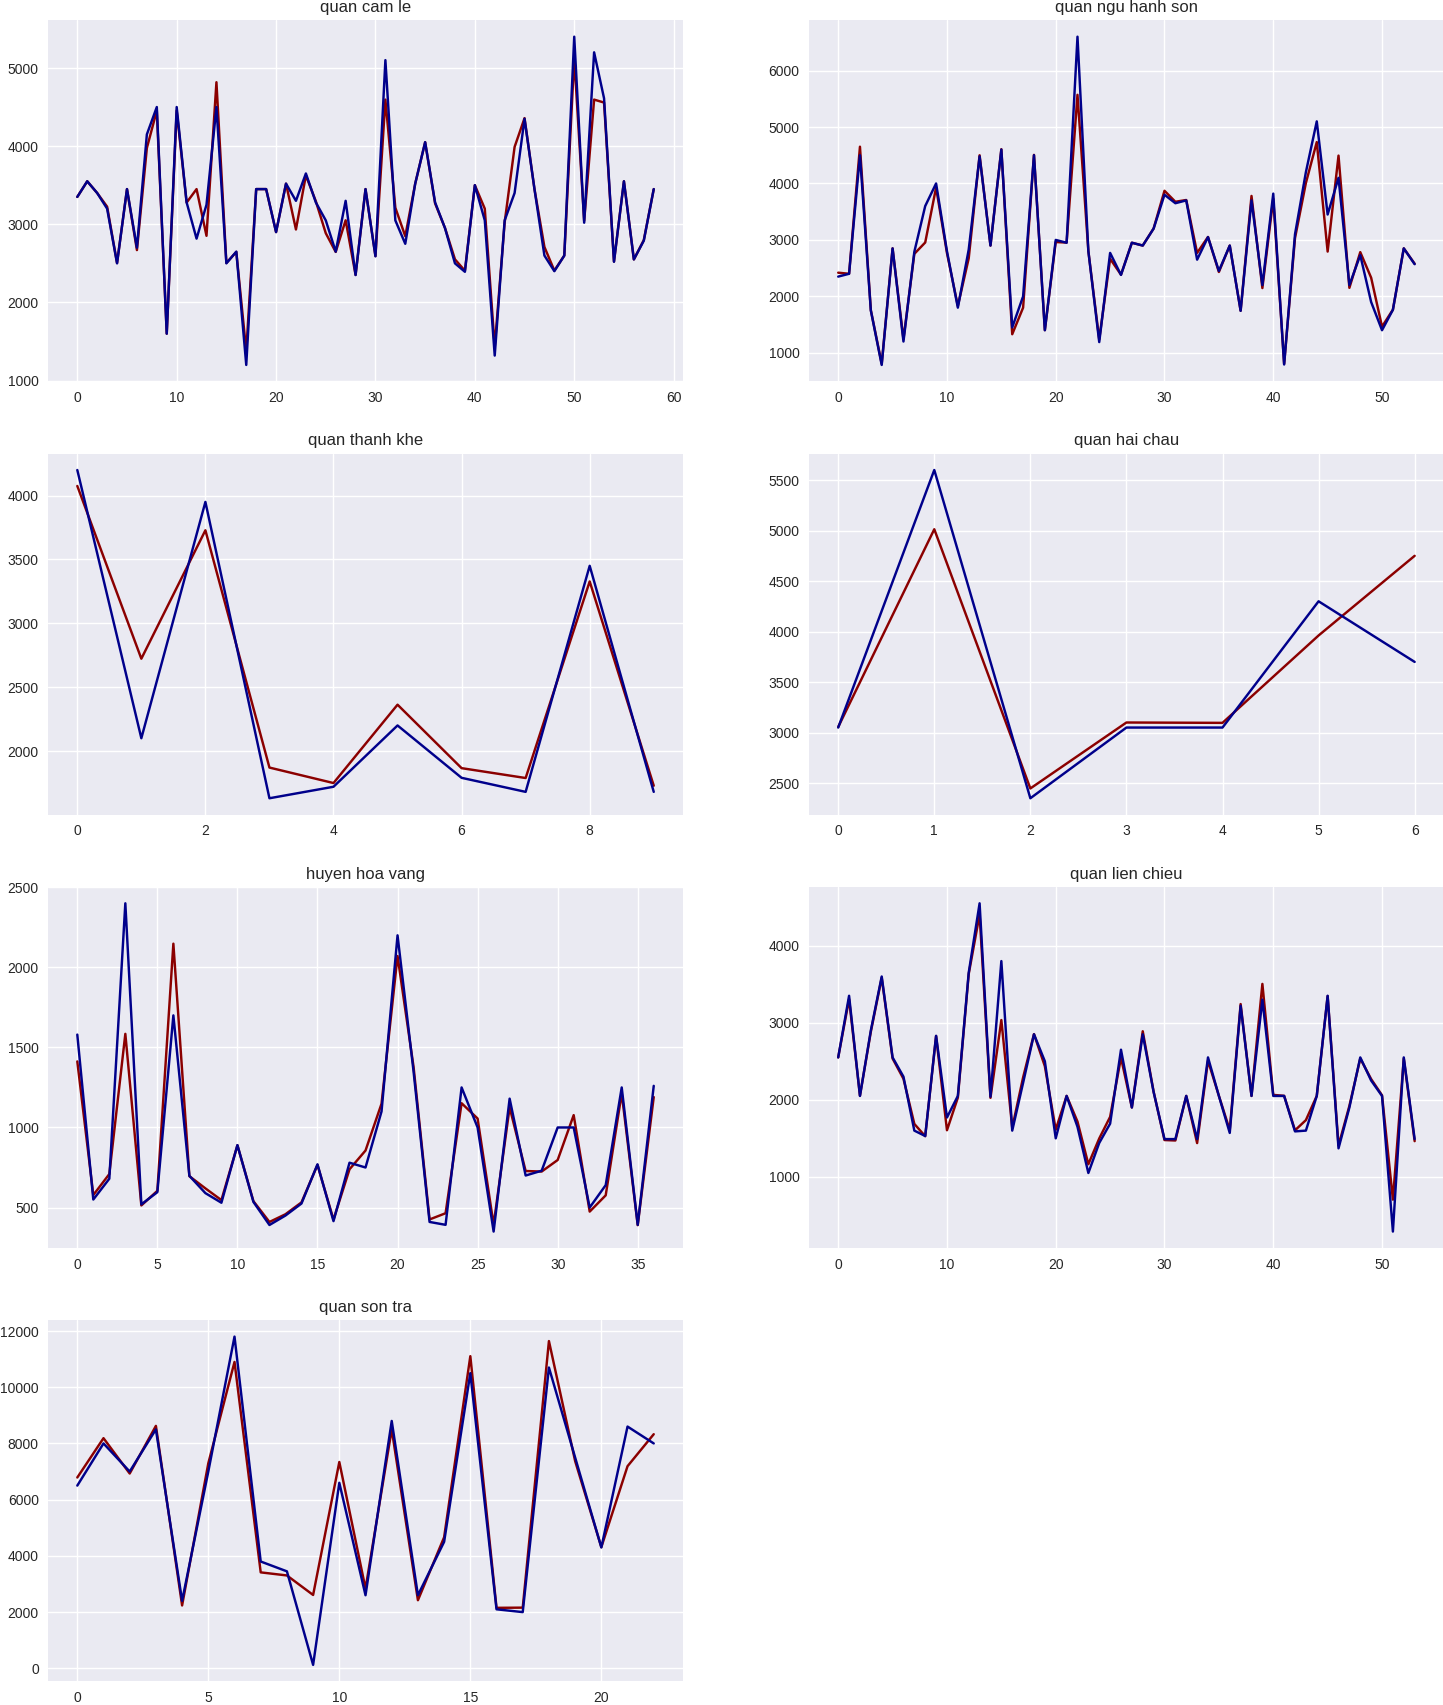 quan cam le
5000
4000
3000
2000
1000
0 10 20 30 40 50 60
quan ngu hanh son
6000
5000
4000
3000
2000
1000
0 10 20 30 40 50
quan thanh khe
4000
3500
3000
2500
2000
0 2 4 6 8
quan hai chau
5500
5000
4500
4000
3500
3000
2500
0 1 2 3 4 5 6
huyen hoa vang
2500
2000
1500
1000
500
0 5 10 15 20 25 30 35
quan lien chieu
4000
3000
2000
1000
0 10 20 30 40 50
quan son tra
12000
10000
8000
6000
4000
2000
0
0 5 10 15 20